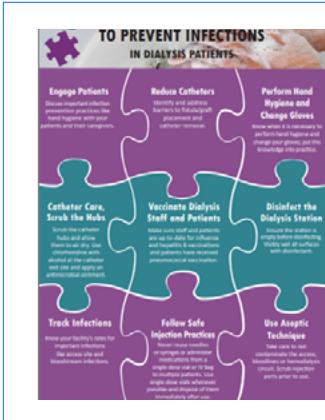 TO PREVENT INFECTIONS
IN DIALYSIS PATIENTS
Engage Patients
Discuss important infection
prevention practices like
hand hygiene with your
patients and their caregivers.
Reduce Catheters
Identify and address
barriers to fistula/graft
placement and
catheter removal.
Perform Hand
Hygiene and
Change Gloves
Know when it is necessary to
perform hand hygiene and
change your gloves; put this
knowledge into practice.
Catheter Care,
Scrub the Hubs
Scrub the catheter
hubs and allow
them to air dry. Use
chlorhexidine with
alcohol at the catheter
exit site and apply an
antimicrobial ointment.
Vaccinate Dialysis
Staff and Patients
Make sure staff and patients
are up-to-date for influenza
and hepatitis B vaccinations
and patients have received
pneumococcal vaccination.
Disinfect the
Dialysis Station
Ensure the station is
empty before disinfecting.
Visibly wet all surfaces
with disinfectant.
Track Infections
Know your facility's rates for
important infections
like access site and
bloodstream infections.
Follow Safe
Injection Practices
Never reuse needles
or syringes or administer
medications from a
single-dose vial or IV bag
to multiple patients. Use
single-dose vials whenever
possible and dispose of them
immediately after use.
Use Aseptic
Technique
Take care to not
contaminate the access,
bloodlines or hemodialysis
circuit. Scrub injection
ports prior to use.